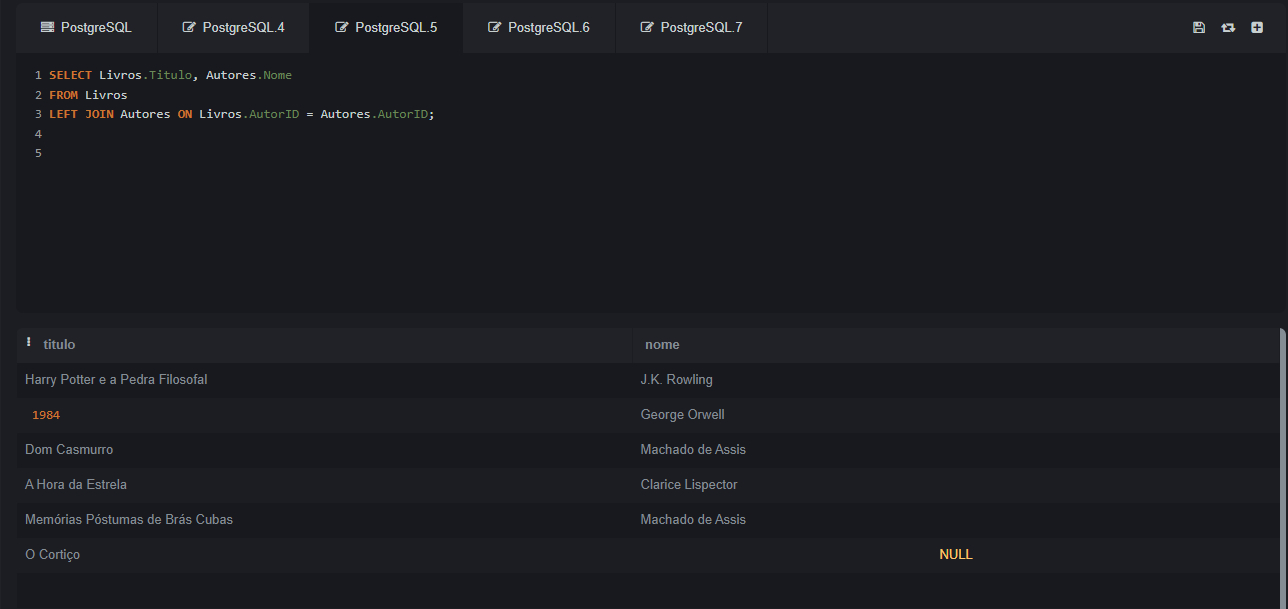 PostgreSQL PostgreSQL.4 PostgreSQL.5 PostgreSQL.6 PostgreSQL.7
1 SELECT Livros.Titulo, Autores.Nome
2 FROM Livros
3 LEFT JOIN Autores ON Livros.AutorID = Autores.AutorID;
4
5
titulo nome
Harry Potter e a Pedra Filosofal J.K. Rowling
1984 George Orwell
Dom Casmurro Machado de Assis
A Hora da Estrela Clarice Lispector
Memórias Póstumas de Brás Cubas Machado de Assis
O Cortiço NULL